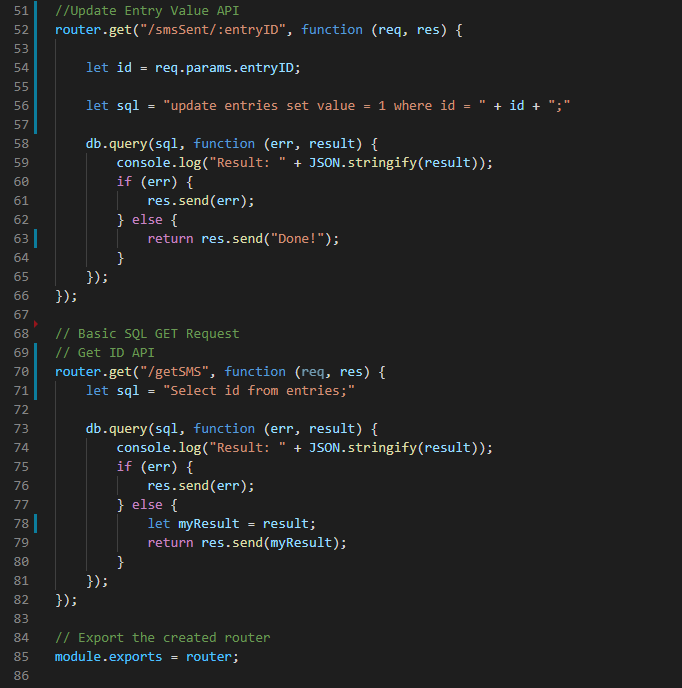 51 //Update Entry Value API
52 router.get("/smsSent/:entryID", function (req, res) {
53
54     let id = req.params.entryID;
55
56     let sql = "update entries set value = 1 where id = " + id + ";"
57
58     db.query(sql, function (err, result) {
59         console.log("Result: " + JSON.stringify(result));
60         if (err) {
61             res.send(err);
62         } else {
63             return res.send("Done!");
64         }
65     });
66 });
67
68 // Basic SQL GET Request
69 // Get ID API
70 router.get("/getSMS", function (req, res) {
71     let sql = "Select id from entries;"
72
73     db.query(sql, function (err, result) {
74         console.log("Result: " + JSON.stringify(result));
75         if (err) {
76             res.send(err);
77         } else {
78             let myResult = result;
79             return res.send(myResult);
80         }
81     });
82 });
83
84 // Export the created router
85 module.exports = router;
86